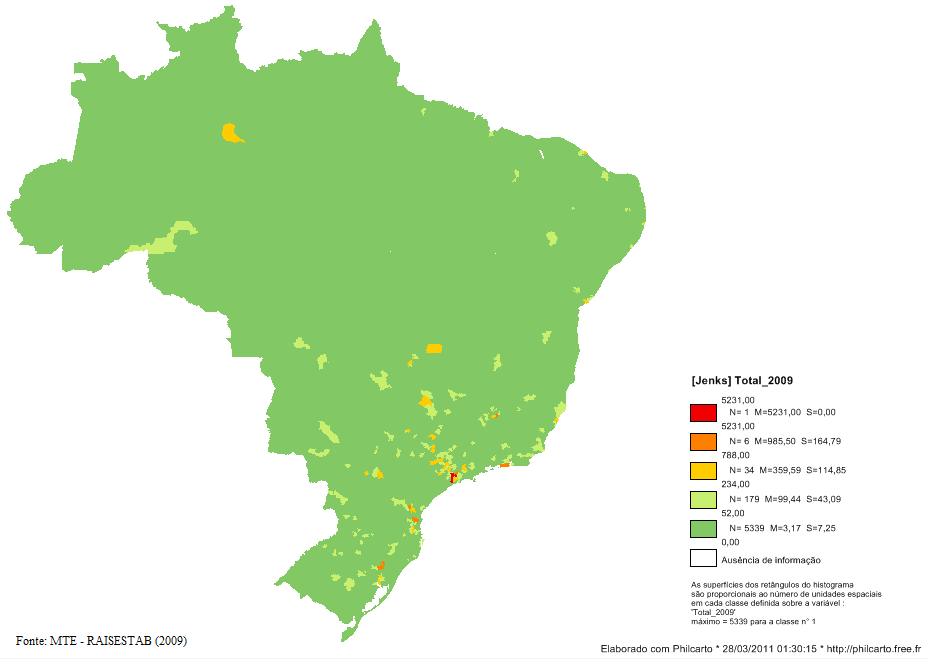 [Jenks] Total_2009
5231,00
N= 1 M=5231,00 S=0,00
5231,00
N= 6 M=985,50 S=164,79
788,00
N= 34 M=359,59 S=114,85
234,00
N= 179 M=99,44 S=43,09
52,00
N= 5339 M=3,17 S=7,25
0,00
Ausência de informação
As superfícies dos retângulos do histograma
são proporcionais ao número de unidades espaciais
em cada classe definida sobre a variável :
'Total_2009'
máximo = 5339 para a classe n° 1
Fonte: MTE - RAISESTAB (2009)
Elaborado com Philcarto * 28/03/2011 01:30:15 * http://philcarto.free.fr